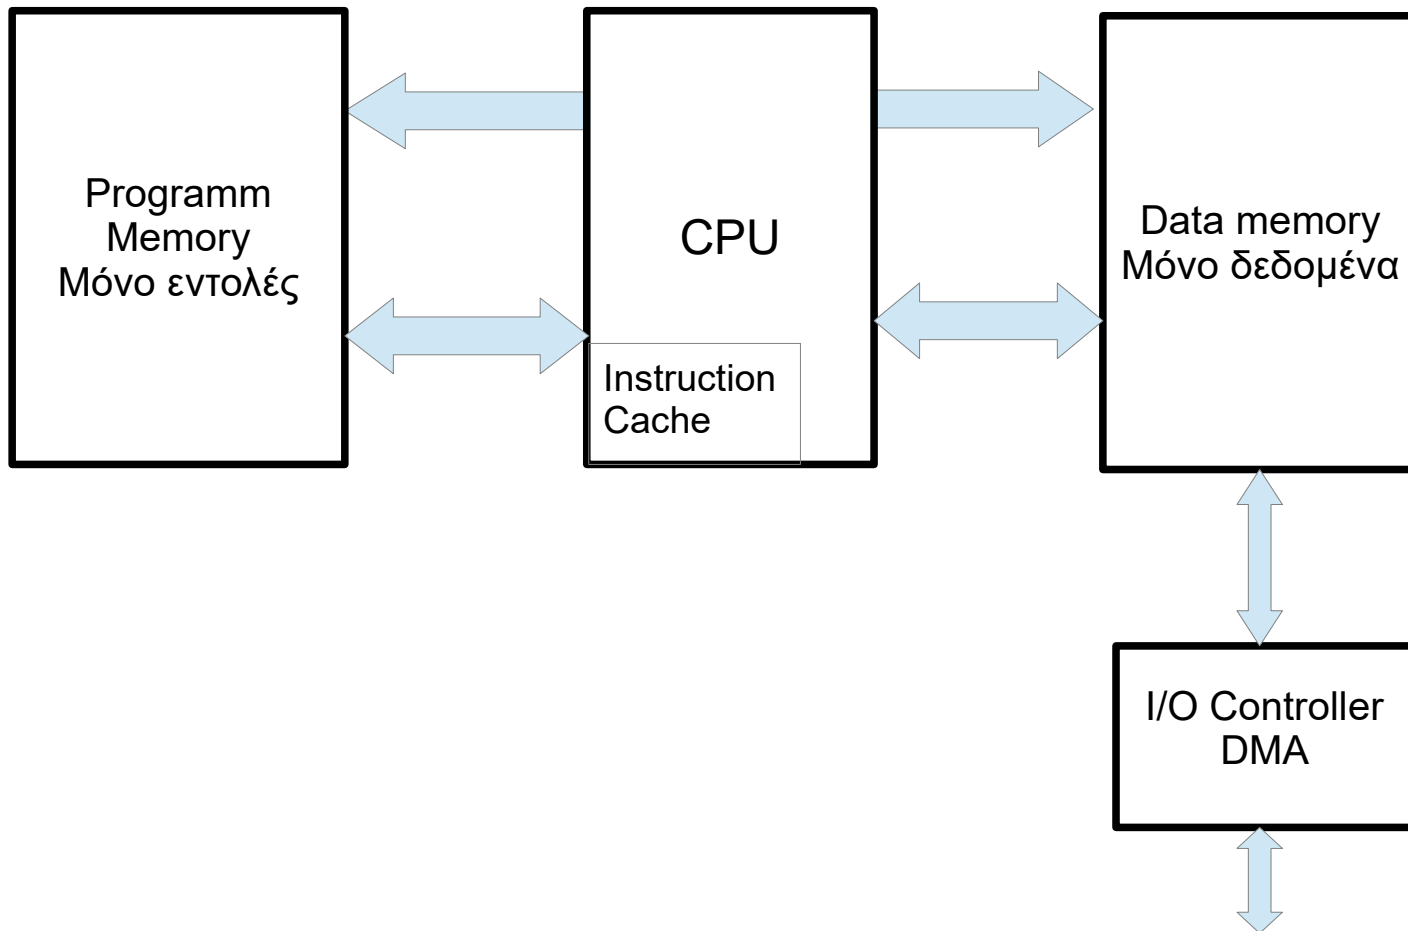 Programm
Memory
Μόνο εντολές
CPU
Instruction
Cache
Data memory
Μόνο δεδομένα
I/O Controller
DMA